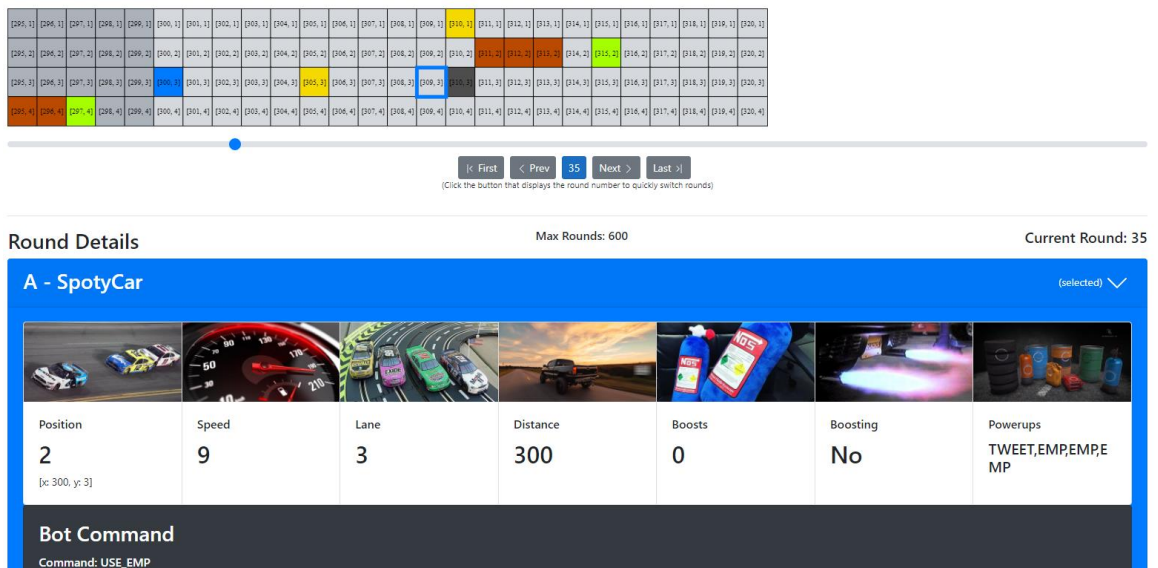 [295, 1] [296, 1] [297, 1] [298, 1] [299, 1] [300, 1] [301, 1] [302, 1] [303, 1] [304, 1] [305, 1] [306, 1] [307, 1] [308, 1] [309, 1] [310, 1] [311, 1] [312, 1] [313, 1] [314, 1] [315, 1] [316, 1] [317, 1] [318, 1] [319, 1] [320, 1]
[295, 2] [296, 2] [297, 2] [298, 2] [299, 2] [300, 2] [301, 2] [302, 2] [303, 2] [304, 2] [305, 2] [306, 2] [307, 2] [308, 2] [309, 2] [310, 2] [311, 2] [312, 2] [313, 2] [314, 2] [315, 2] [316, 2] [317, 2] [318, 2] [319, 2] [320, 2]
[295, 3] [296, 3] [297, 3] [298, 3] [299, 3] [300, 3] [301, 3] [302, 3] [303, 3] [304, 3] [305, 3] [306, 3] [307, 3] [308, 3] [309, 3] [310, 3] [311, 3] [312, 3] [313, 3] [314, 3] [315, 3] [316, 3] [317, 3] [318, 3] [319, 3] [320, 3]
[295, 4] [296, 4] [297, 4] [298, 4] [299, 4] [300, 4] [301, 4] [302, 4] [303, 4] [304, 4] [305, 4] [306, 4] [307, 4] [308, 4] [309, 4] [310, 4] [311, 4] [312, 4] [313, 4] [314, 4] [315, 4] [316, 4] [317, 4] [318, 4] [319, 4] [320, 4]
First Prev 35 Next Last
(Click the button that displays the round number to quickly switch rounds)
Round Details Max Rounds: 600 Current Round: 35
A - SpotyCar (selected)
50 90 110 130 170 210
NOS NOS
Position Speed Lane Distance Boosts Boosting Powerups
2 9 3 300 0 No TWEET,EMP,EMP,E
MP
[x: 300, y: 3]
Bot Command
Command: USE_EMP